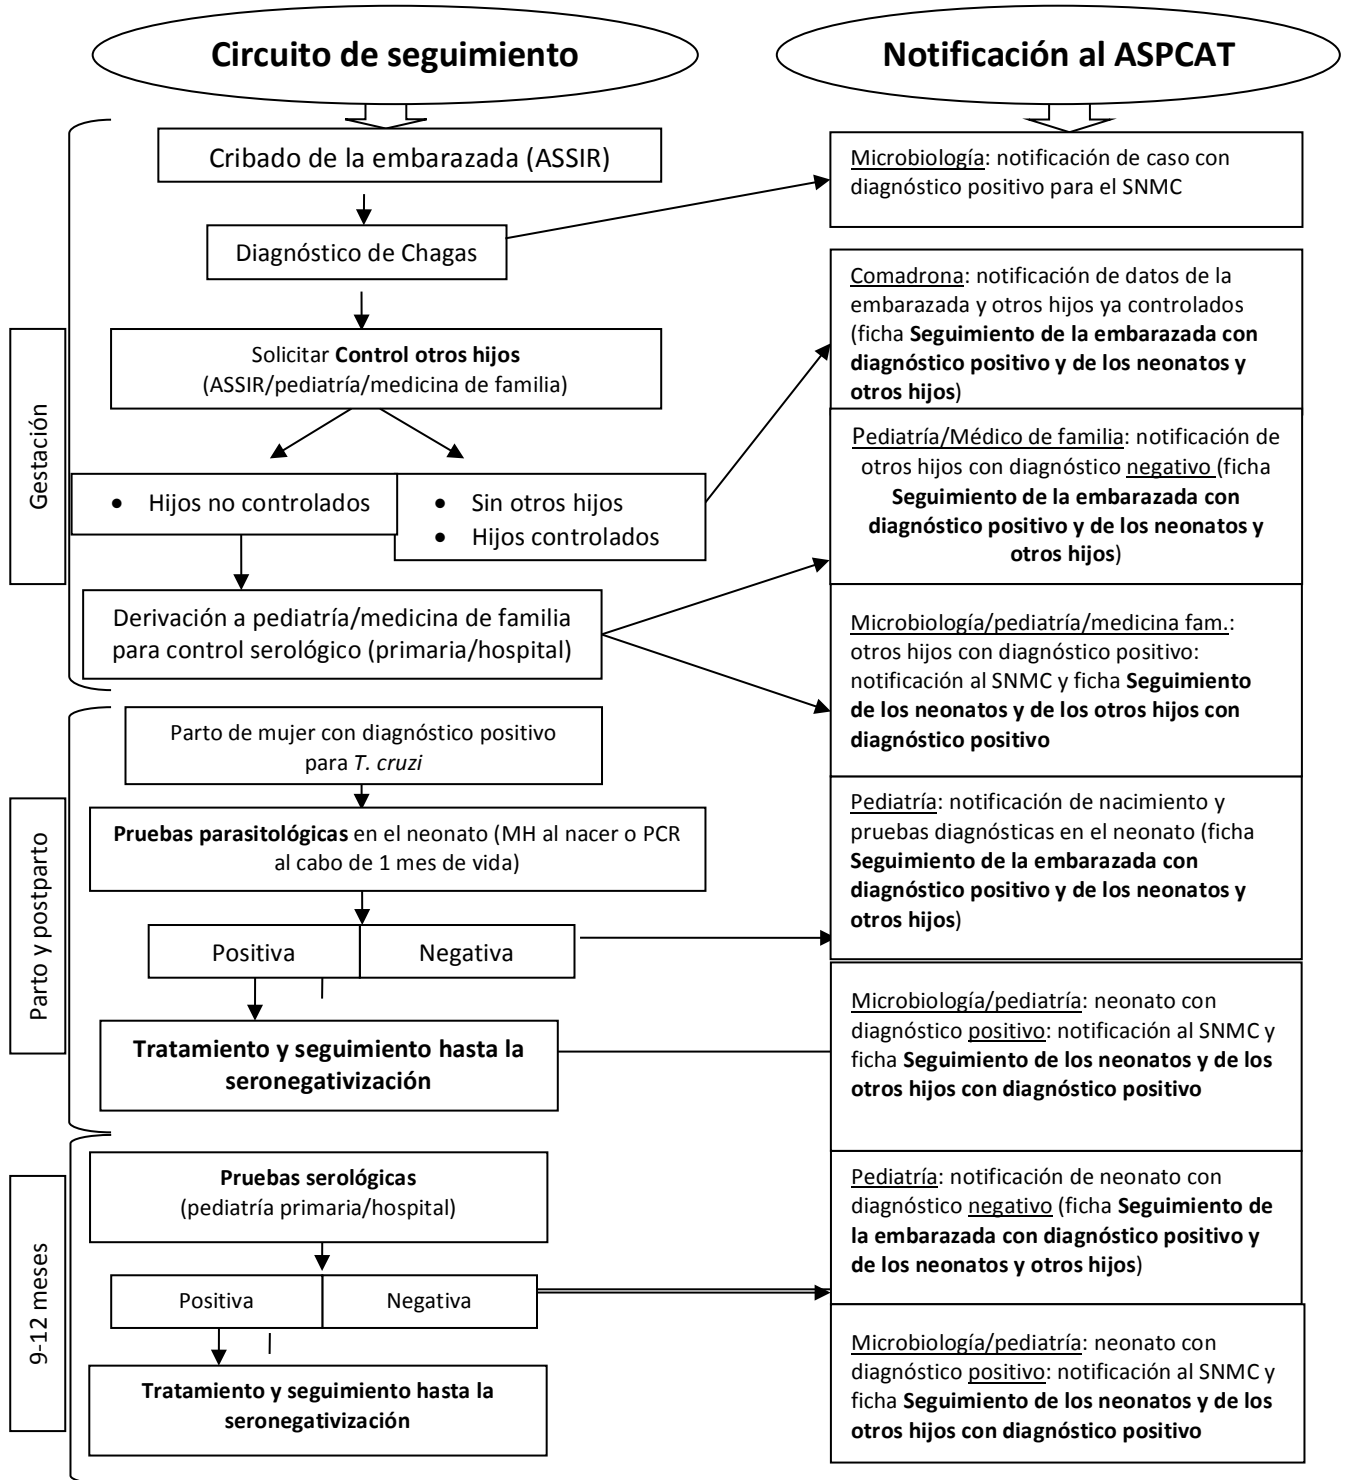 Circuito de seguimiento
Notificación al ASPCAT
Gestación
Cribado de la embarazada (ASSIR)
Diagnóstico de Chagas
Solicitar Control otros hijos
(ASSIR/pediatría/medicina de familia)
• Hijos no controlados
• Sin otros hijos
• Hijos controlados
Derivación a pediatría/medicina de familia
para control serológico (primaria/hospital)
Microbiología: notificación de caso con
diagnóstico positivo para el SNMC
Comadrona: notificación de datos de la
embarazada y otros hijos ya controlados
(ficha Seguimiento de la embarazada con
diagnóstico positivo y de los neonatos y
otros hijos)
Pediatría/Médico de familia: notificación de
otros hijos con diagnóstico negativo (ficha
Seguimiento de la embarazada con
diagnóstico positivo y de los neonatos y
otros hijos)
Microbiología/pediatría/medicina fam.:
otros hijos con diagnóstico positivo:
notificación al SNMC y ficha Seguimiento
de los neonatos y de los otros hijos con
diagnóstico positivo
Parto y postparto
Parto de mujer con diagnóstico positivo
para T. cruzi
Pruebas parasitológicas en el neonato (MH al nacer o PCR
al cabo de 1 mes de vida)
Positiva
Negativa
Tratamiento y seguimiento hasta la
seronegativización
Pediatría: notificación de nacimiento y
pruebas diagnósticas en el neonato (ficha
Seguimiento de la embarazada con
diagnóstico positivo y de los neonatos y
otros hijos)
Microbiología/pediatría: neonato con
diagnóstico positivo: notificación al SNMC y
ficha Seguimiento de los neonatos y de los
otros hijos con diagnóstico positivo
9-12 meses
Pruebas serológicas
(pediatría primaria/hospital)
Positiva
Negativa
Tratamiento y seguimiento hasta la
seronegativización
Pediatría: notificación de neonato con
diagnóstico negativo (ficha Seguimiento de
la embarazada con diagnóstico positivo y
de los neonatos y otros hijos)
Microbiología/pediatría: neonato con
diagnóstico positivo: notificación al SNMC y
ficha Seguimiento de los neonatos y de los
otros hijos con diagnóstico positivo